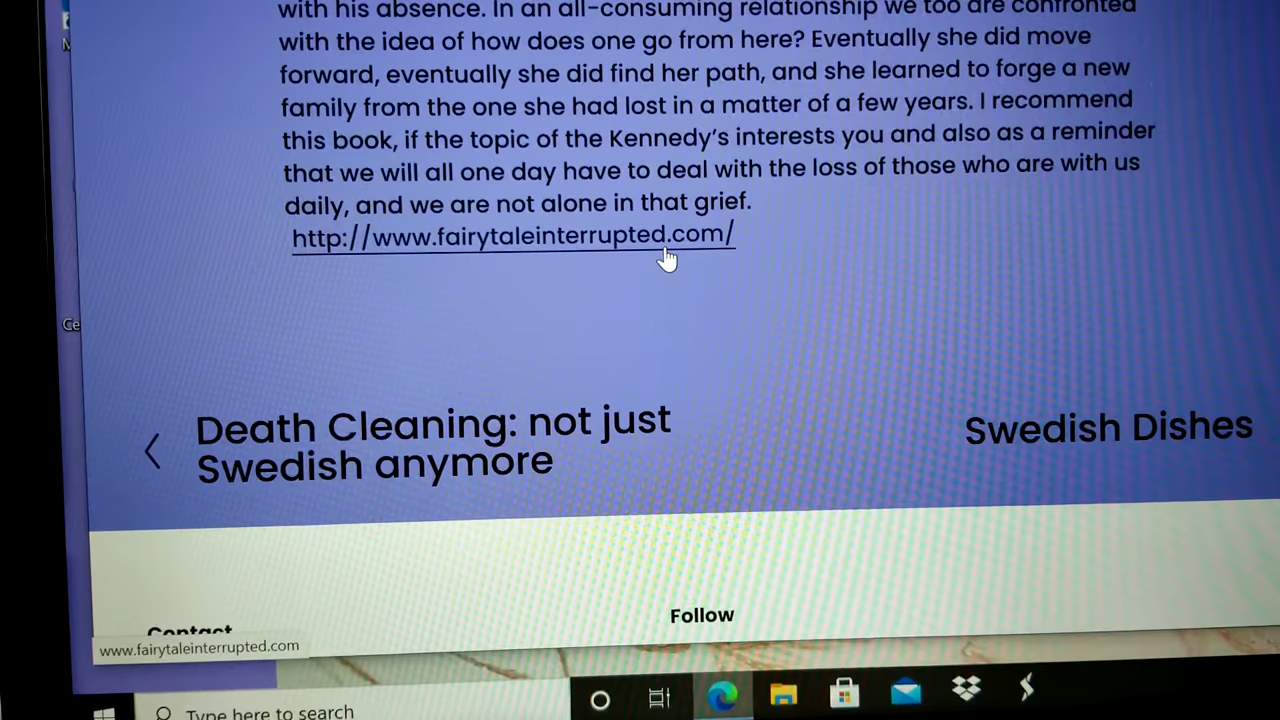 with his absence. In an all-consuming relationship we too are confronted
with the idea of how does one go from here? Eventually she did move
forward, eventually she did find her path, and she learned to forge a new
family from the one she had lost in a matter of a few years. I recommend
this book, if the topic of the Kennedy's interests you and also as a reminder
that we will all one day have to deal with the loss of those who are with us
daily, and we are not alone in that grief.
http://www.fairytaleinterrupted.com/
Ce
Death Cleaning: not just
Swedish anymore
Swedish Dishes
Follow
Contact
www.fairytaleinterrupted.com
Type here to search